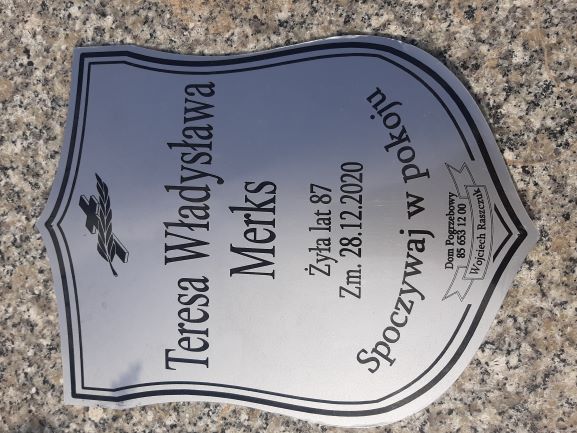 Teresa Władysława
Merks
Żyła lat 87
Zm. 28.12.2020
Spoczywaj w pokoju
Dom Pogrzebowy
85 653 12 00
Wojciech Raszczuk